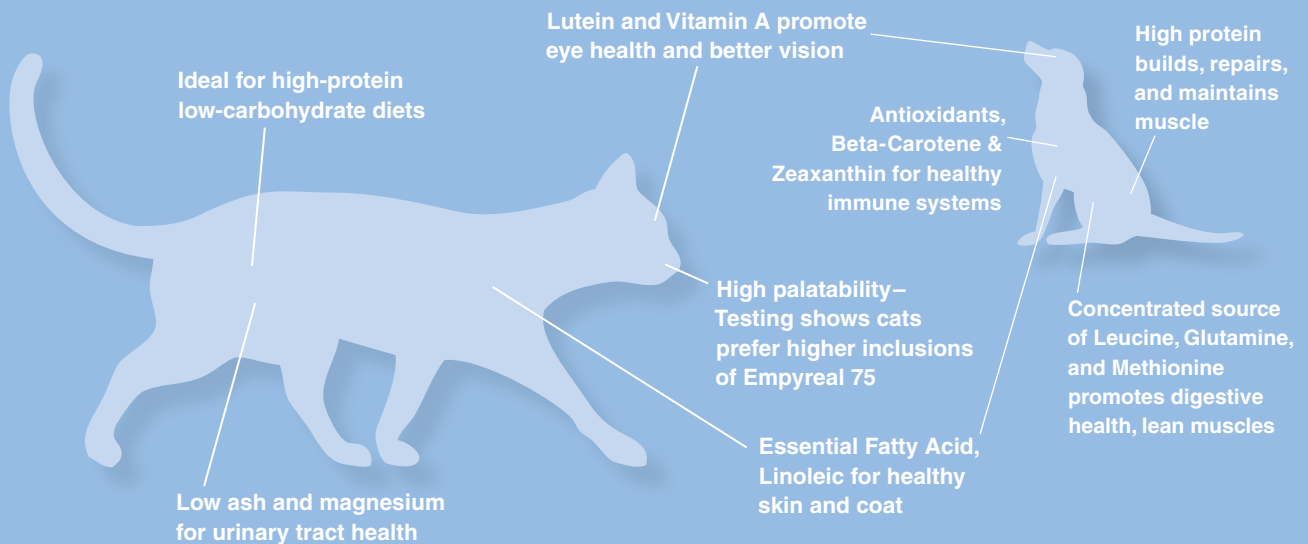 Lutein and Vitamin A promote
eye health and better vision
High protein
builds, repairs,
and maintains
muscle
Ideal for high-protein
low-carbohydrate diets
Antioxidants,
Beta-Carotene &
Zeaxanthin for healthy
immune systems
High palatability–
Testing shows cats
prefer higher inclusions
of Empyreal 75
Concentrated source
of Leucine, Glutamine,
and Methionine
promotes digestive
health, lean muscles
Essential Fatty Acid,
Linoleic for healthy
skin and coat
Low ash and magnesium
for urinary tract health